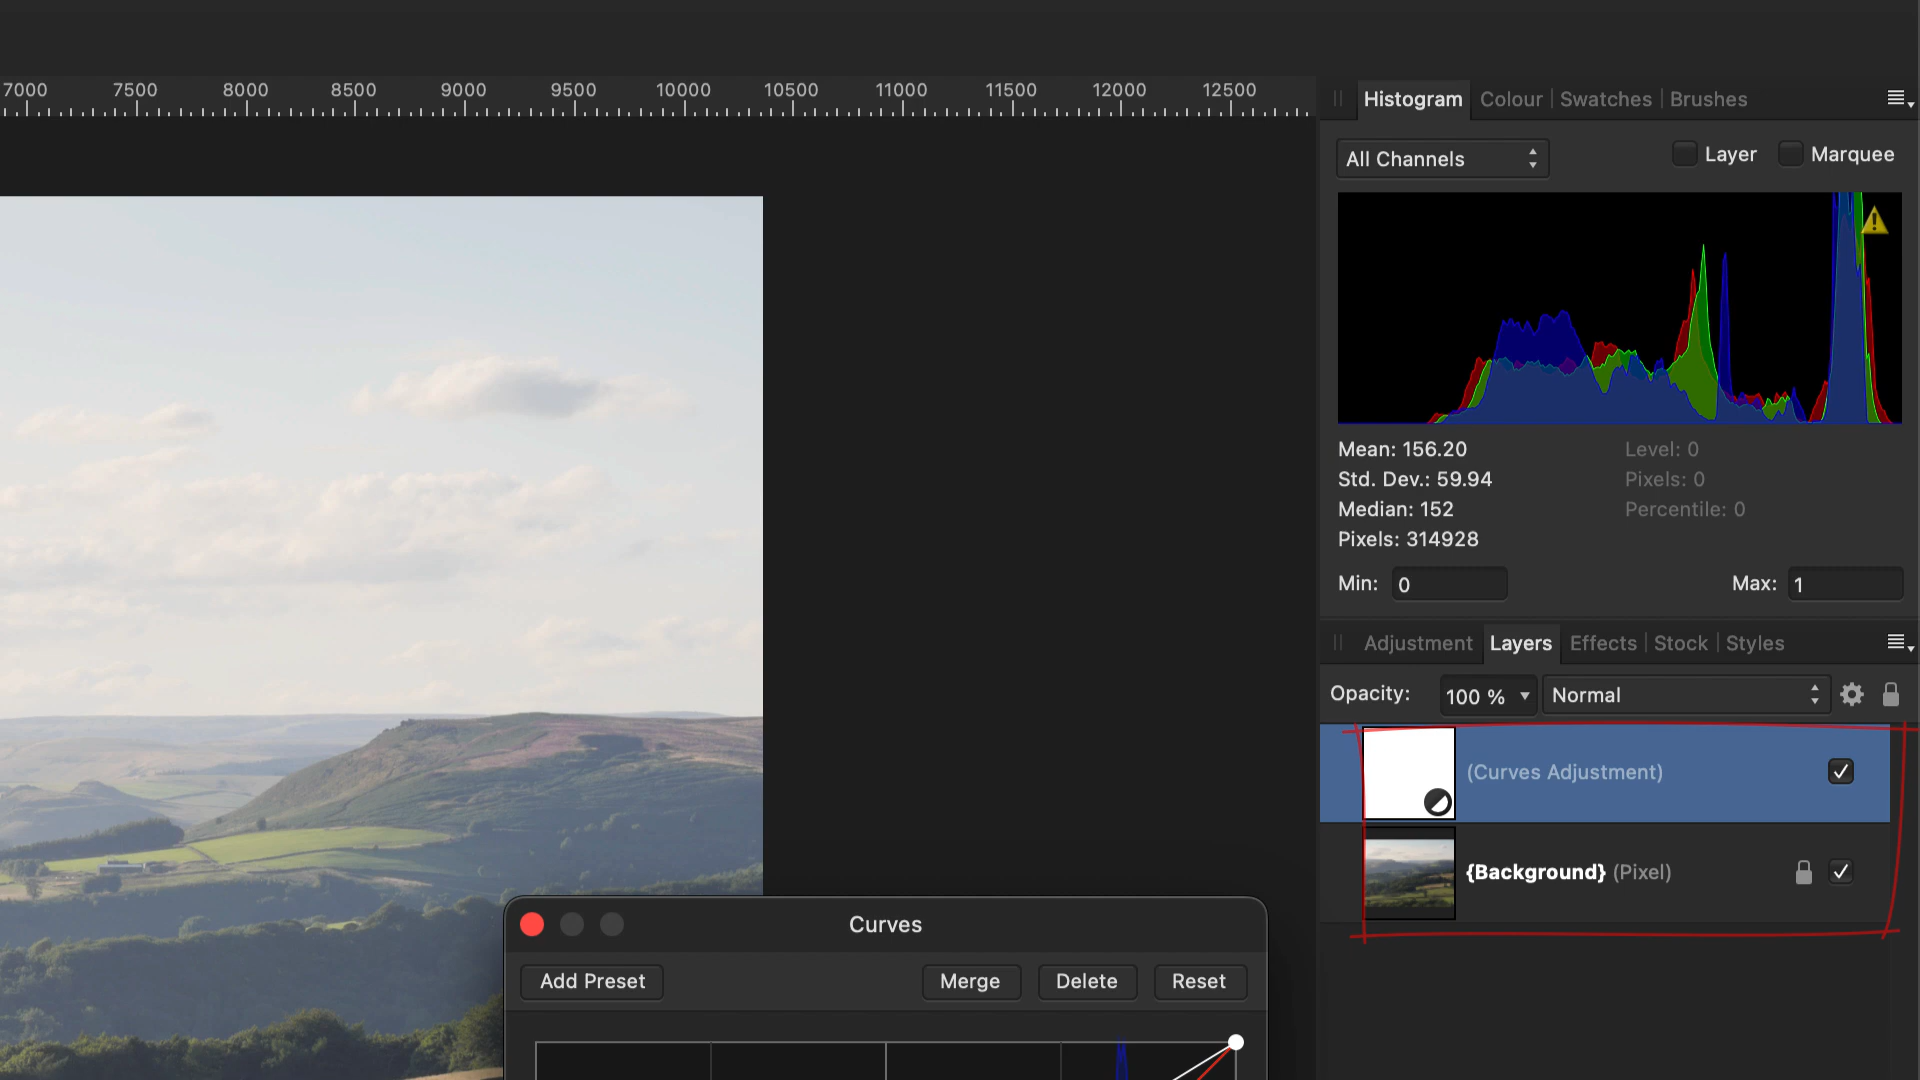 7000 7500 8000 8500 9000 9500 10000 10500 11000 11500 12000 12500
Histogram Colour Swatches Brushes
All Channels Layer Marquee
Mean: 156.20 Level: 0
Std. Dev.: 59.94 Pixels: 0
Median: 152 Percentile: 0
Pixels: 314928
Min: 0 Max: 1
Adjustment Layers Effects Stock Styles
Opacity: 100 % Normal
(Curves Adjustment)
{Background} (Pixel)
Curves
Add Preset Merge Delete Reset